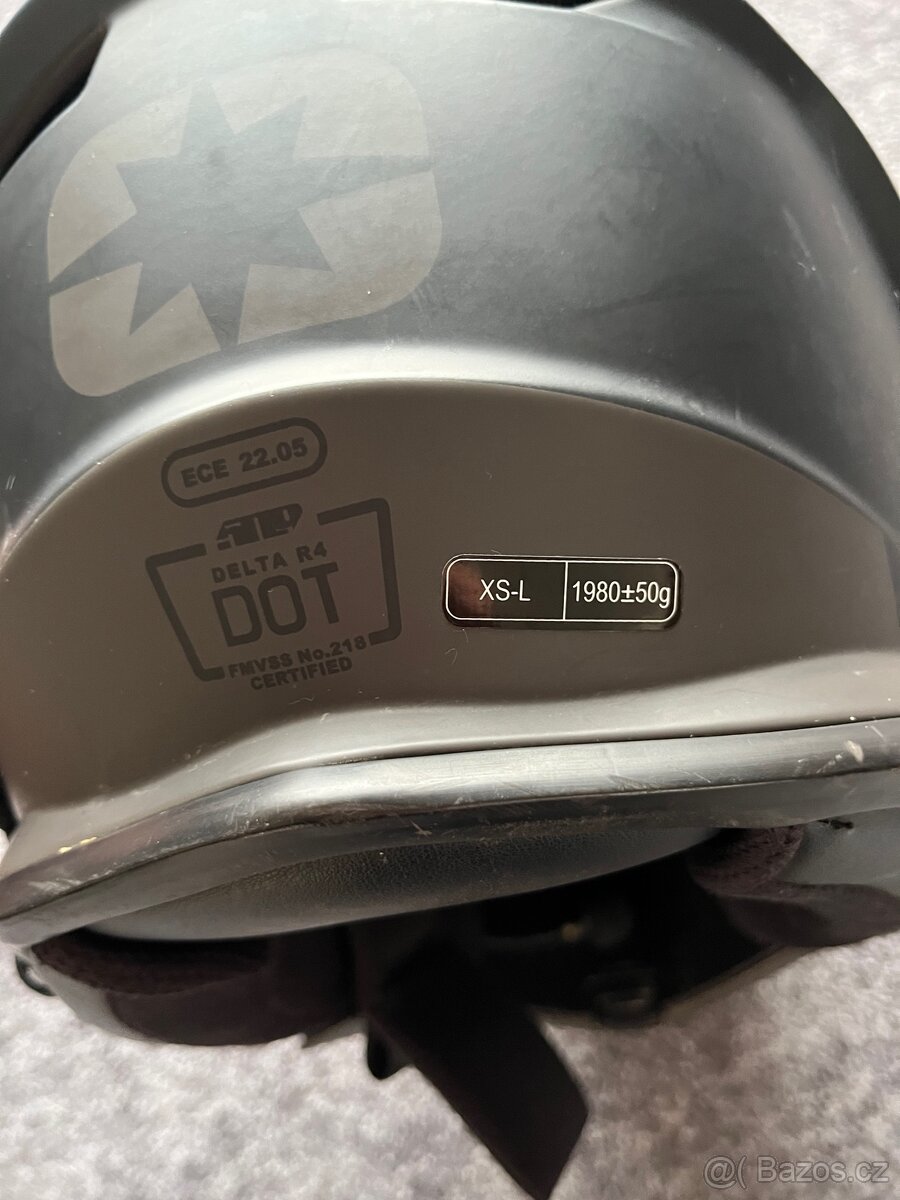 ECE 22.05
509
DELTA R4
DOT
FMVSS No.218
CERTIFIED
XS-L 1980±50g
@( Bazos.cz